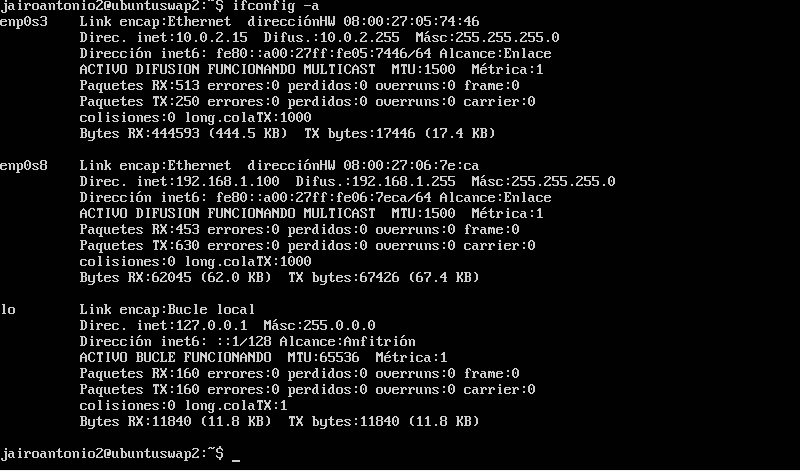 jairoantonio2@ubuntuswap2:~$ ifconfig -a
enp0s3    Link encap:Ethernet  direcciónHW 08:00:27:05:74:46
          Direc. inet:10.0.2.15  Difus.:10.0.2.255  Másc:255.255.255.0
          Dirección inet6: fe80::a00:27ff:fe05:7446/64 Alcance:Enlace
          ACTIVO DIFUSION FUNCIONANDO MULTICAST  MTU:1500  Métrica:1
          Paquetes RX:513 errores:0 perdidos:0 overruns:0 frame:0
          Paquetes TX:250 errores:0 perdidos:0 overruns:0 carrier:0
          colisiones:0 long.colaTX:1000
          Bytes RX:444593 (444.5 KB)  TX bytes:17446 (17.4 KB)

enp0s8    Link encap:Ethernet  direcciónHW 08:00:27:06:7e:ca
          Direc. inet:192.168.1.100  Difus.:192.168.1.255  Másc:255.255.255.0
          Dirección inet6: fe80::a00:27ff:fe06:7eca/64 Alcance:Enlace
          ACTIVO DIFUSION FUNCIONANDO MULTICAST  MTU:1500  Métrica:1
          Paquetes RX:453 errores:0 perdidos:0 overruns:0 frame:0
          Paquetes TX:630 errores:0 perdidos:0 overruns:0 carrier:0
          colisiones:0 long.colaTX:1000
          Bytes RX:62045 (62.0 KB)  TX bytes:67426 (67.4 KB)

lo        Link encap:Bucle local
          Direc. inet:127.0.0.1  Másc:255.0.0.0
          Dirección inet6: ::1/128 Alcance:Anfitrión
          ACTIVO BUCLE FUNCIONANDO  MTU:65536  Métrica:1
          Paquetes RX:160 errores:0 perdidos:0 overruns:0 frame:0
          Paquetes TX:160 errores:0 perdidos:0 overruns:0 carrier:0
          colisiones:0 long.colaTX:1
          Bytes RX:11840 (11.8 KB)  TX bytes:11840 (11.8 KB)

jairoantonio2@ubuntuswap2:~$ _